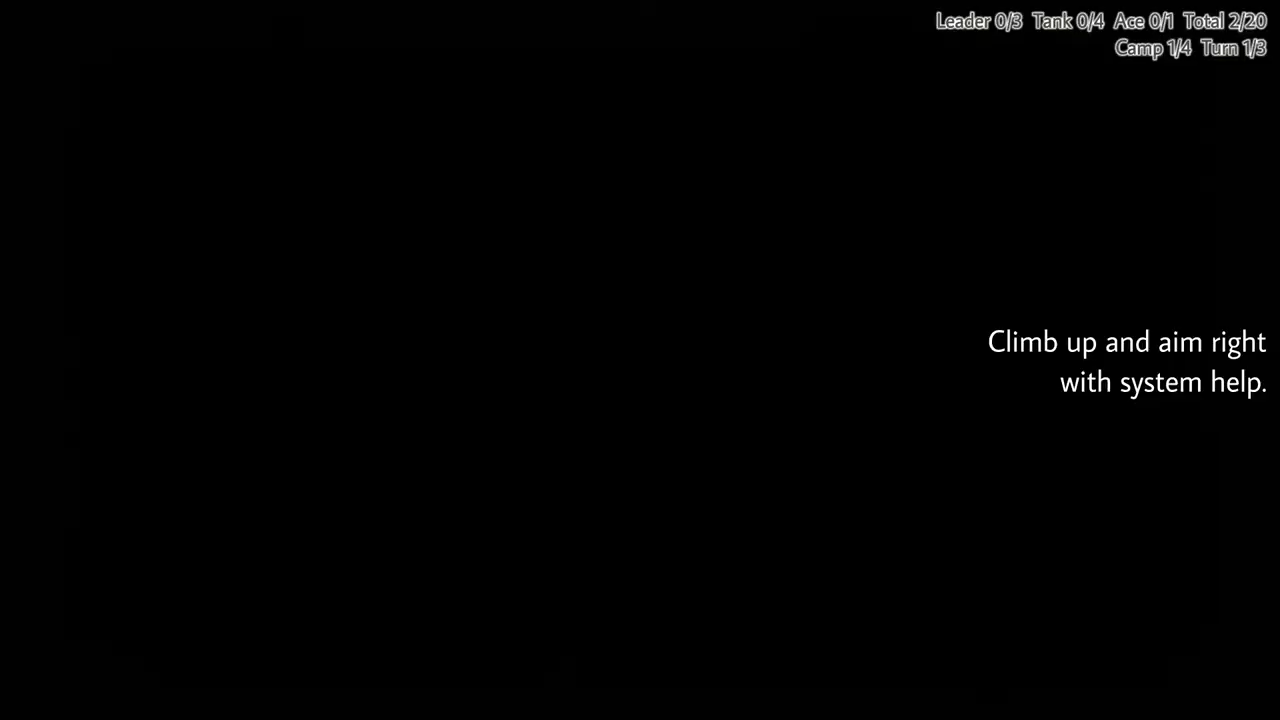 Leader 0/3 Tank 0/4 Ace 0/1 Total 2/20
Camp 1/4 Turn 1/3
Climb up and aim right
with system help.